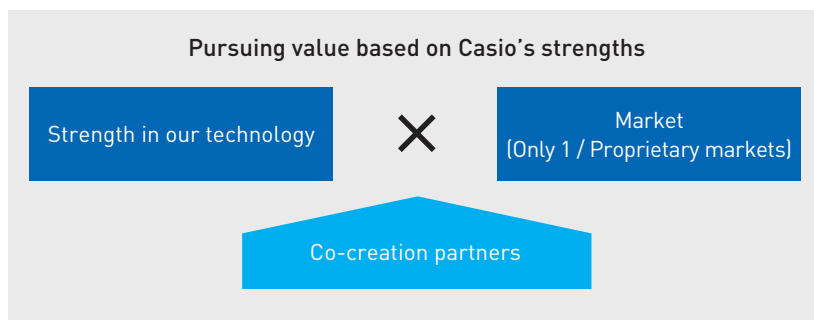 Pursuing value based on Casio’s strengths
Strength in our technology
×
Market
(Only 1 / Proprietary markets)
Co-creation partners